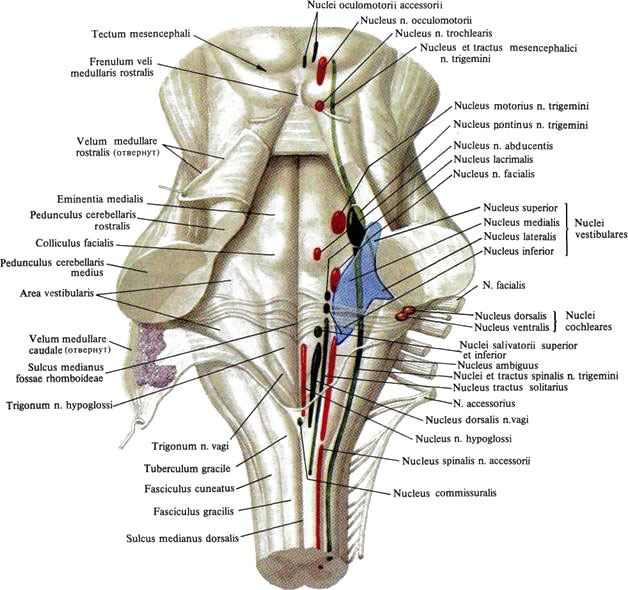 Nuclei oculomotorii accessorii
Nucleus n. occulomotorii
Nucleus n. trochlearis
Nucleus et tractus mesencephalici
n. trigemini
Tectum mesencephali
Frenulum veli
medullaris rostralis
Velum medullare
rostralis (отвернут)
Eminentia medialis
Pedunculus cerebellaris
rostralis
Colliculus facialis
Pedunculus cerebellaris
medius
Area vestibularis
Velum medullare
caudale (отвернут)
Sulcus medianus
fossae rhomboideae
Trigonum n. hypoglossi
Trigonum n. vagi
Tuberculum gracile
Fasciculus cuneatus
Fasciculus gracilis
Sulcus medianus dorsalis
Nucleus motorius n. trigemini
Nucleus pontinus n. trigemini
Nucleus n. abducentis
Nucleus lacrimalis
Nucleus n. facialis
Nucleus superior
Nucleus medialis
Nucleus lateralis
Nucleus inferior
Nuclei
vestibulares
N. facialis
Nucleus dorsalis
Nucleus ventralis
Nuclei
cochleares
Nuclei salivatorii superior
et inferior
Nucleus ambiguus
Nuclei et tractus spinalis n. trigemini
Nucleus tractus solitarius
N. accessorius
Nucleus dorsalis n.vagi
Nucleus n. hypoglossi
Nucleus spinalis n. accessorii
Nucleus commissuralis